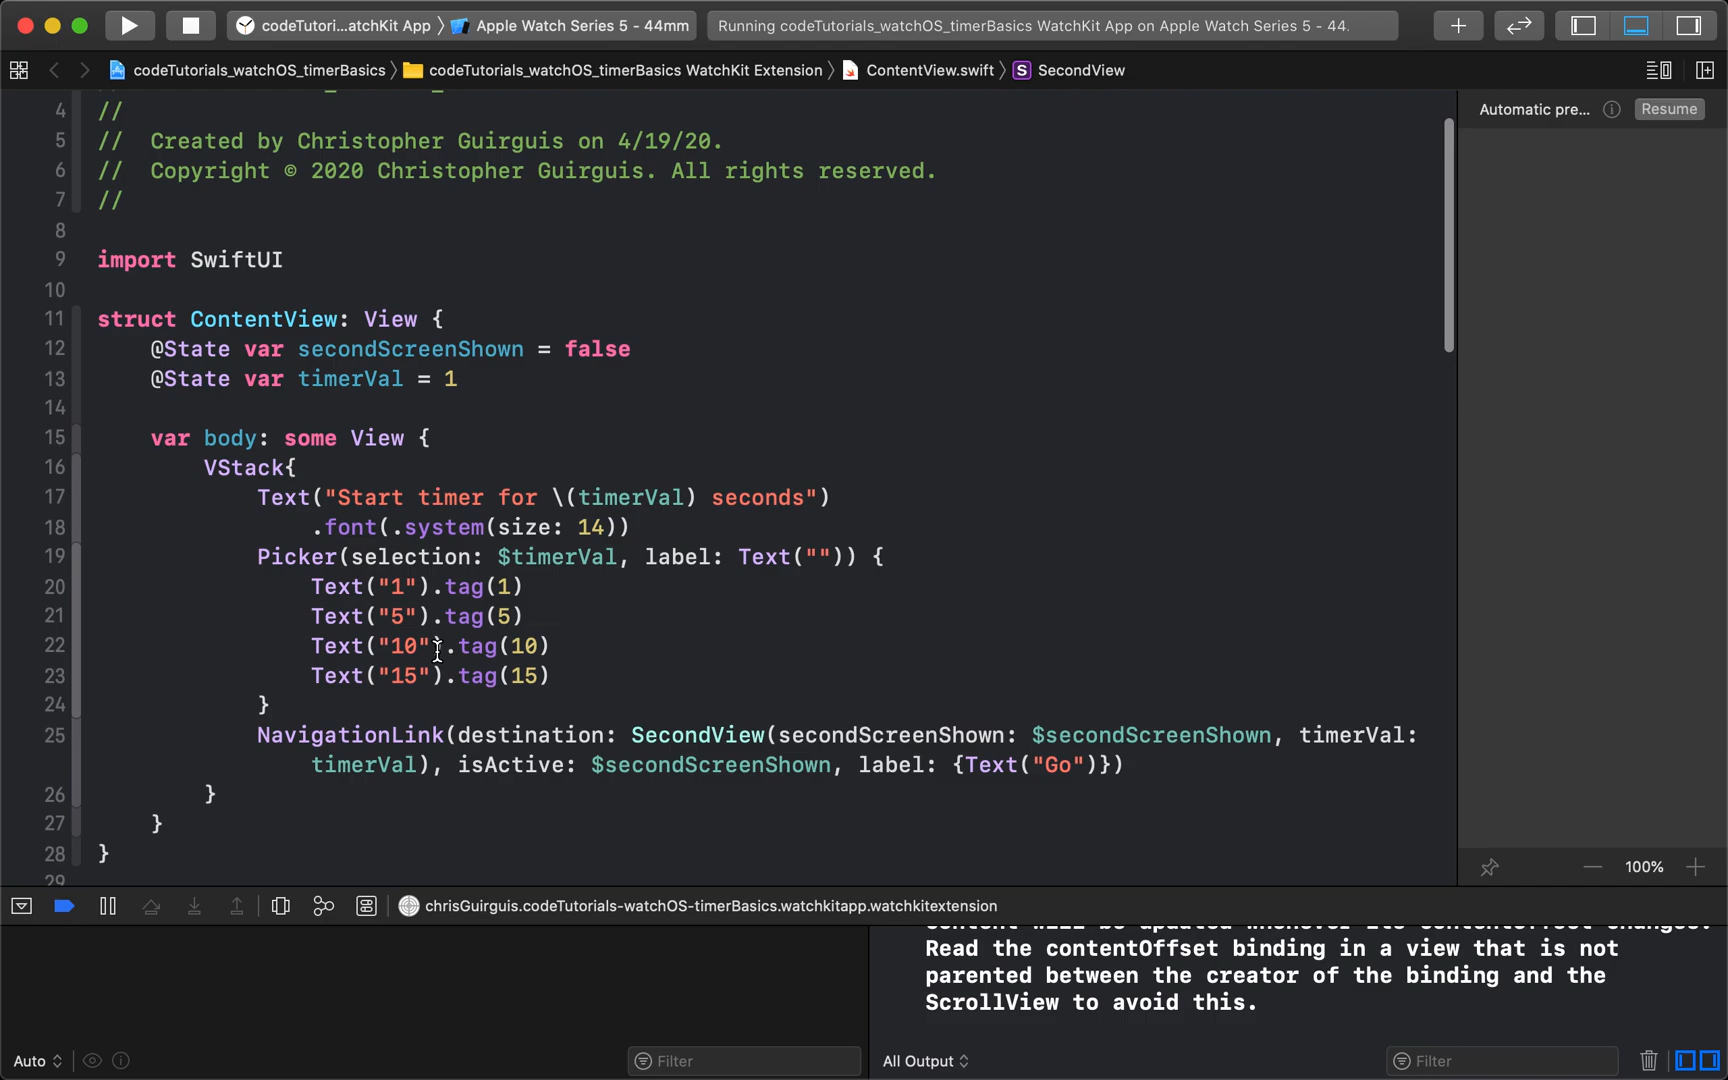 codeTutori...atchKit App 〉 Apple Watch Series 5 - 44mm
Running codeTutorials_watchOS_timerBasics WatchKit App on Apple Watch Series 5 - 44.
codeTutorials_watchOS_timerBasics 〉 codeTutorials_watchOS_timerBasics WatchKit Extension 〉 ContentView.swift 〉 S SecondView
Automatic pre... Resume
4 //
5 //  Created by Christopher Guirguis on 4/19/20.
6 //  Copyright © 2020 Christopher Guirguis. All rights reserved.
7 //
8
9 import SwiftUI
10
11 struct ContentView: View {
12     @State var secondScreenShown = false
13     @State var timerVal = 1
14
15     var body: some View {
16         VStack{
17             Text("Start timer for \(timerVal) seconds")
18                 .font(.system(size: 14))
19             Picker(selection: $timerVal, label: Text("")) {
20                 Text("1").tag(1)
21                 Text("5").tag(5)
22                 Text("10").tag(10)
23                 Text("15").tag(15)
24             }
25             NavigationLink(destination: SecondView(secondScreenShown: $secondScreenShown, timerVal:
                timerVal), isActive: $secondScreenShown, label: {Text("Go")})
26         }
27     }
28 }
29
100%
chrisGuirguis.codeTutorials-watchOS-timerBasics.watchkitapp.watchkitextension
Read the contentOffset binding in a view that is not
parented between the creator of the binding and the
ScrollView to avoid this.
Auto Filter All Output Filter